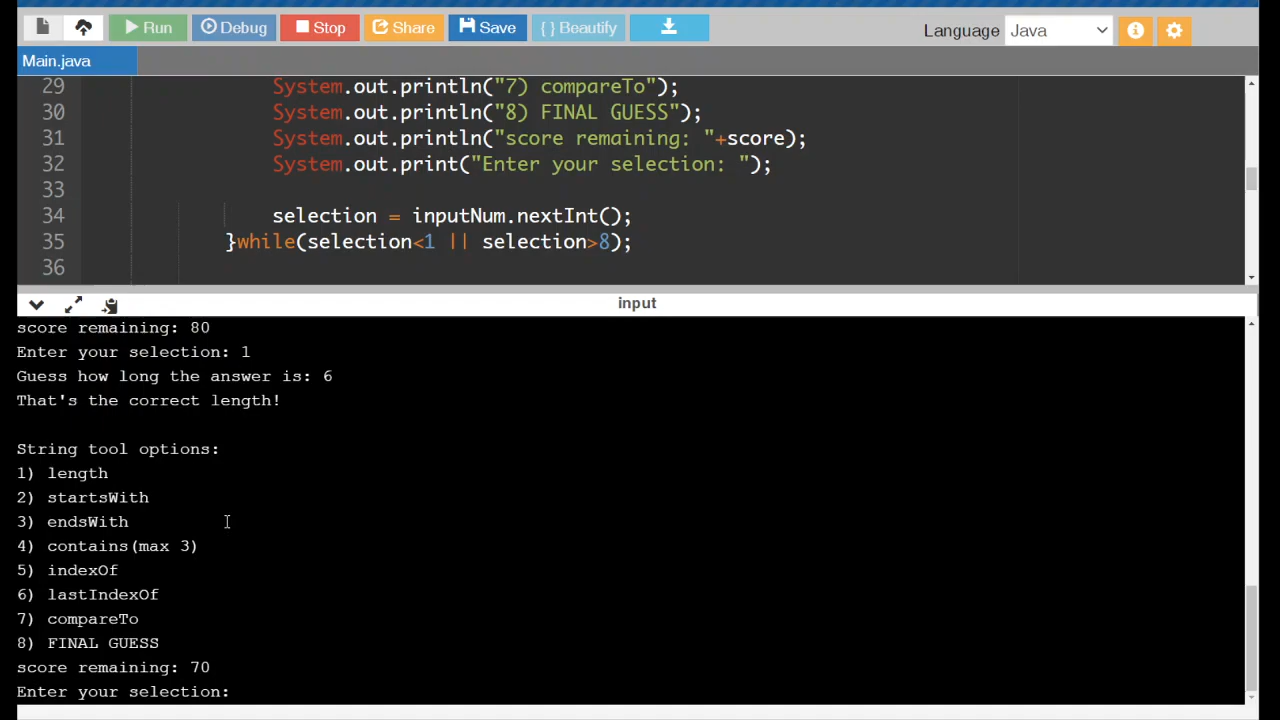 Run Debug Stop Share Save { } Beautify Language Java
Main.java
29 System.out.println("7) compareTo");
30 System.out.println("8) FINAL GUESS");
31 System.out.println("score remaining: "+score);
32 System.out.print("Enter your selection: ");
33
34 selection = inputNum.nextInt();
35 }while(selection<1 || selection>8);
36
input
score remaining: 80
Enter your selection: 1
Guess how long the answer is: 6
That's the correct length!
String tool options:
1) length
2) startsWith
3) endsWith
4) contains(max 3)
5) indexOf
6) lastIndexOf
7) compareTo
8) FINAL GUESS
score remaining: 70
Enter your selection: